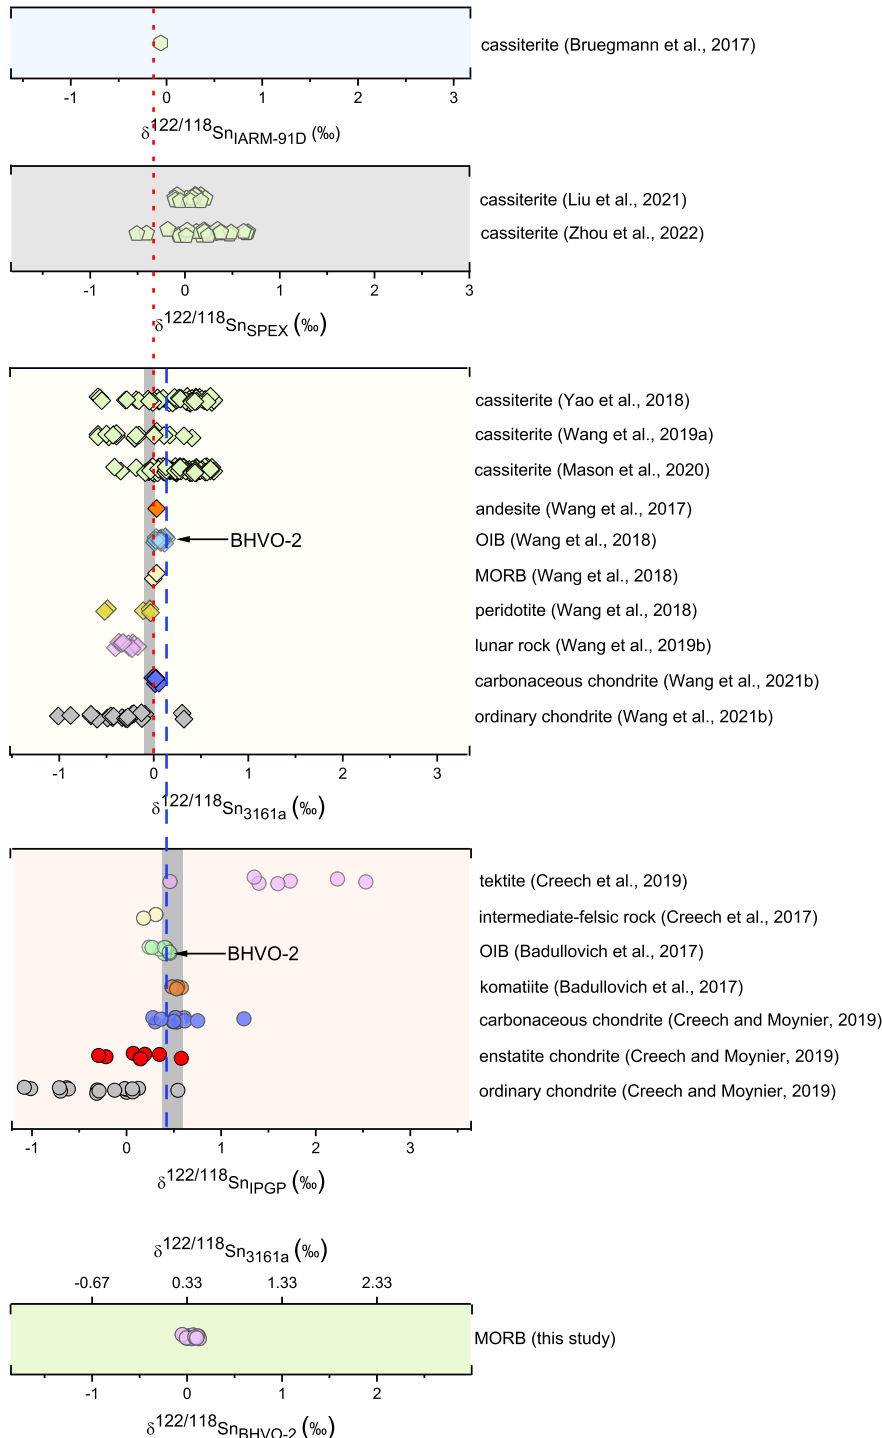 cassiterite (Bruegmann et al., 2017)
-1 0 1 2 3
δ122/118SnIARM-91D (‰)
cassiterite (Liu et al., 2021)
cassiterite (Zhou et al., 2022)
-1 0 1 2 3
δ122/118SnSPEX (‰)
cassiterite (Yao et al., 2018)
cassiterite (Wang et al., 2019a)
cassiterite (Mason et al., 2020)
andesite (Wang et al., 2017)
BHVO-2 OIB (Wang et al., 2018)
MORB (Wang et al., 2018)
peridotite (Wang et al., 2018)
lunar rock (Wang et al., 2019b)
carbonaceous chondrite (Wang et al., 2021b)
ordinary chondrite (Wang et al., 2021b)
-1 0 1 2 3
δ122/118Sn3161a (‰)
tektite (Creech et al., 2019)
intermediate-felsic rock (Creech et al., 2017)
BHVO-2 OIB (Badullovich et al., 2017)
komatiite (Badullovich et al., 2017)
carbonaceous chondrite (Creech and Moynier, 2019)
enstatite chondrite (Creech and Moynier, 2019)
ordinary chondrite (Creech and Moynier, 2019)
-1 0 1 2 3
δ122/118SnIPGP (‰)
δ122/118Sn3161a (‰)
-0.67 0.33 1.33 2.33
MORB (this study)
-1 0 1 2
δ122/118SnBHVO-2 (‰)